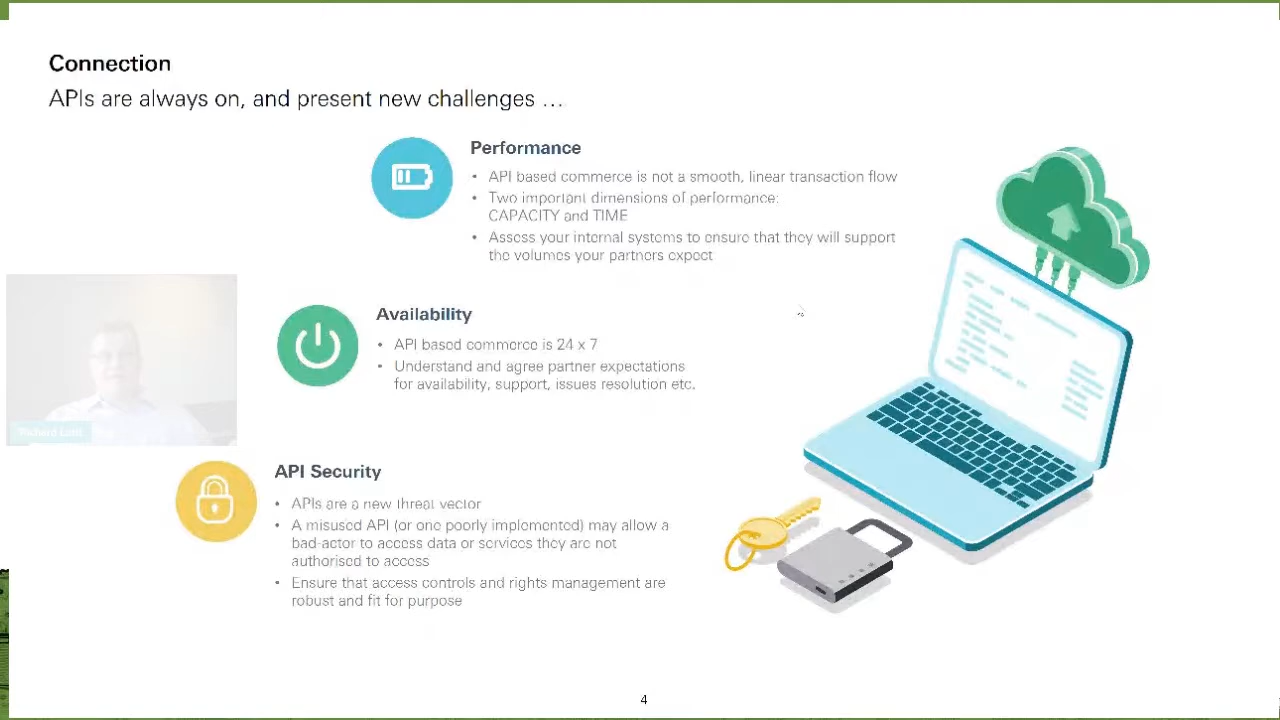 Connection
APIs are always on, and present new challenges ...
Performance
• API based commerce is not a smooth, linear transaction flow
• Two important dimensions of performance:
CAPACITY and TIME
• Assess your internal systems to ensure that they will support
the volumes your partners expect
Availability
• API based commerce is 24 x 7
• Understand and agree partner expectations
for availability, support, issues resolution etc.
Richard
API Security
• APIs are a new threat vector
• A misused API (or one poorly implemented) may allow a
bad-actor to access data or services they are not
authorised to access
• Ensure that access controls and rights management are
robust and fit for purpose
4